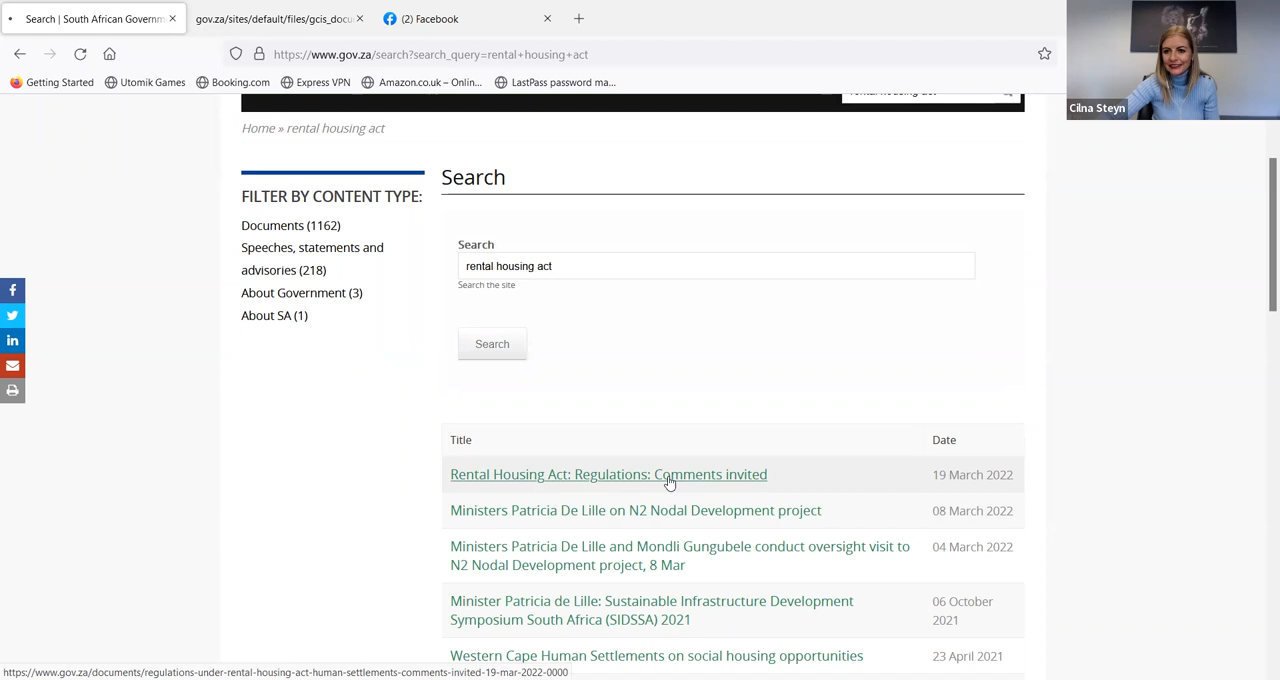 Search | South African Governm
gov.za/sites/default/files/gcis_docu
(2) Facebook
https://www.gov.za/search?search_query=rental+housing+act
Getting Started
Utomik Games
Booking.com
Express VPN
Amazon.co.uk – Onlin...
LastPass password ma...
Cilna Steyn
rental housing act
Home » rental housing act
FILTER BY CONTENT TYPE:
Documents (1162)
Speeches, statements and
advisories (218)
About Government (3)
About SA (1)
Search
Search
rental housing act
Search the site
Search
Title Date
Rental Housing Act: Regulations: Comments invited 19 March 2022
Ministers Patricia De Lille on N2 Nodal Development project 08 March 2022
Ministers Patricia De Lille and Mondli Gungubele conduct oversight visit to 04 March 2022
N2 Nodal Development project, 8 Mar
Minister Patricia de Lille: Sustainable Infrastructure Development 06 October
Symposium South Africa (SIDSSA) 2021 2021
Western Cape Human Settlements on social housing opportunities 23 April 2021
https://www.gov.za/documents/regulations-under-rental-housing-act-human-settlements-comments-invited-19-mar-2022-0000